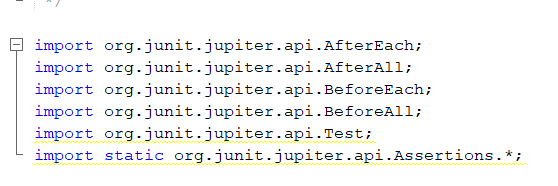 */
import org.junit.jupiter.api.AfterEach;
import org.junit.jupiter.api.AfterAll;
import org.junit.jupiter.api.BeforeEach;
import org.junit.jupiter.api.BeforeAll;
import org.junit.jupiter.api.Test;
import static org.junit.jupiter.api.Assertions.*;